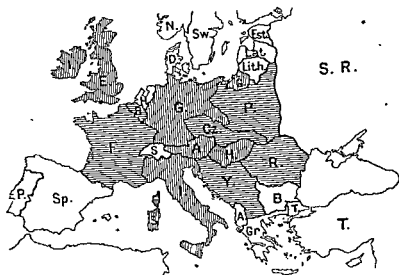 N.
Sw.
Est.
Lat.
Lith.
D.
S. R.
E.
G
P.
B
Cz.
F.
S.
A
H
R
I
Y
P.
Sp.
B
A
T.
Gr.
T.